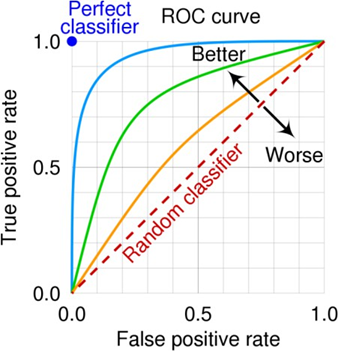 Perfect
classifier
ROC curve
1.0
Better
Worse
Random classifier
0.5
0.0
True positive rate
0.0
0.5
1.0
False positive rate